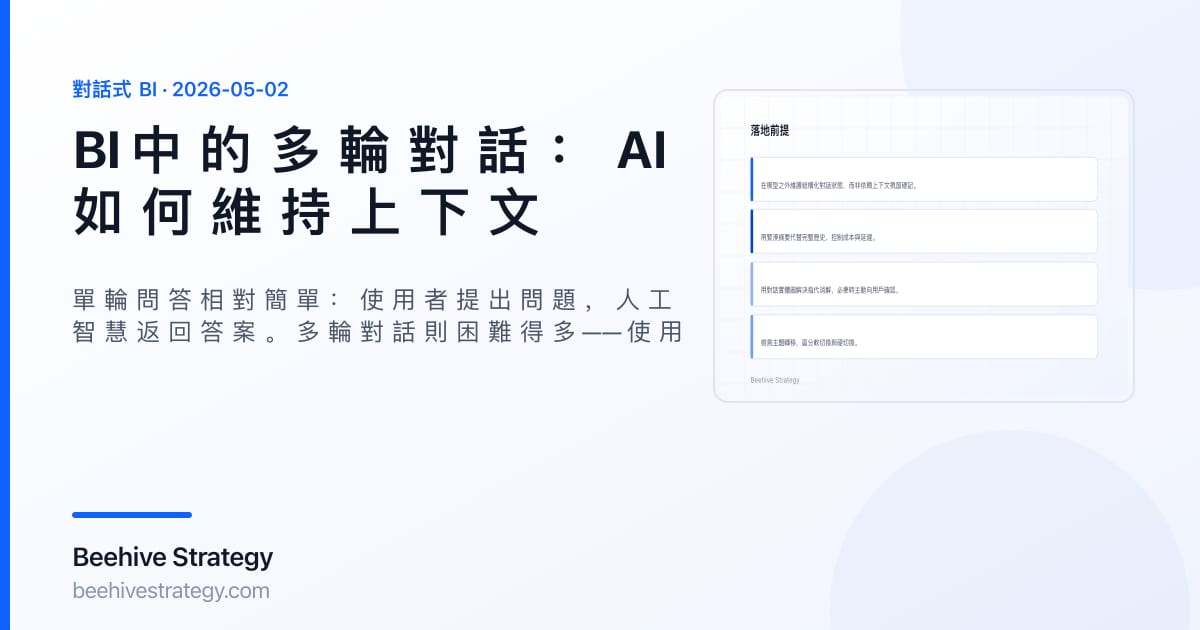 對話式 BI · 2026-05-02
BI中的多輪對話： AI
如何維持上下文
單輪問答相對簡單：使用者提出問題，人工
智慧返回答案。多輪對話則困難得多——使用
落地前提
在模型之外維護結構化對話狀態，而非依賴上下文視窗硬記。
用緊湊摘要代替完整歷史，控制成本與延遲。
用對話實體圖解決指代消解，必要時主動向用戶確認。
偵測主題轉移，區分軟切換與硬切換。
Beehive Strategy
Beehive Strategy
beehivestrategy.com